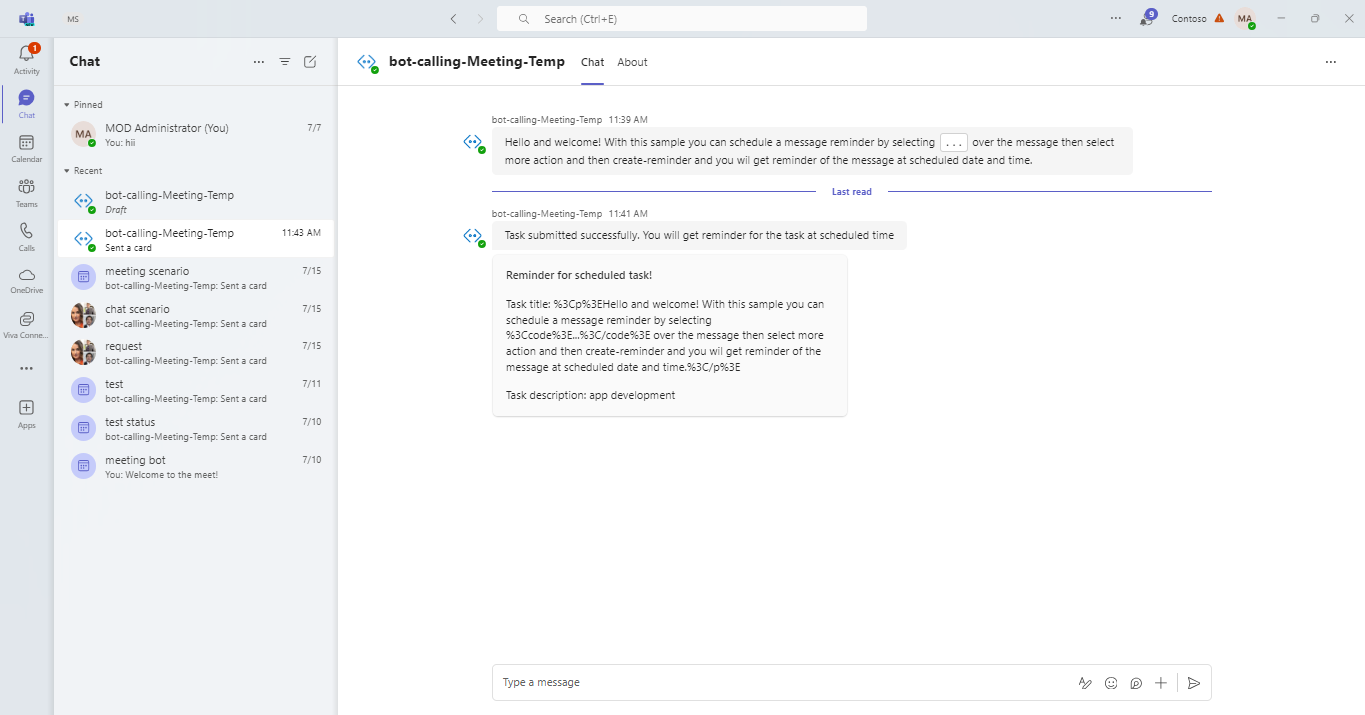 MS
Search (Ctrl+E)
9
Contoso
MA
1
Activity
Chat
Calendar
Teams
Calls
OneDrive
Viva Conne...
Apps
Chat
Pinned
MA
MOD Administrator (You)
7/7
You: hii
Recent
bot-calling-Meeting-Temp
Draft
bot-calling-Meeting-Temp
11:43 AM
Sent a card
meeting scenario
7/15
bot-calling-Meeting-Temp: Sent a card
chat scenario
7/15
bot-calling-Meeting-Temp: Sent a card
request
7/15
bot-calling-Meeting-Temp: Sent a card
test
7/11
bot-calling-Meeting-Temp: Sent a card
test status
7/10
bot-calling-Meeting-Temp: Sent a card
meeting bot
7/10
You: Welcome to the meet!
bot-calling-Meeting-Temp
Chat
About
bot-calling-Meeting-Temp 11:39 AM
Hello and welcome! With this sample you can schedule a message reminder by selecting ... over the message then select
more action and then create-reminder and you wil get reminder of the message at scheduled date and time.
Last read
bot-calling-Meeting-Temp 11:41 AM
Task submitted successfully. You will get reminder for the task at scheduled time
Reminder for scheduled task!
Task title: %3Cp%3EHello and welcome! With this sample you can
schedule a message reminder by selecting
%3Ccode%3E...%3C/code%3E over the message then select more
action and then create-reminder and you wil get reminder of the
message at scheduled date and time.%3C/p%3E
Task description: app development
Type a message